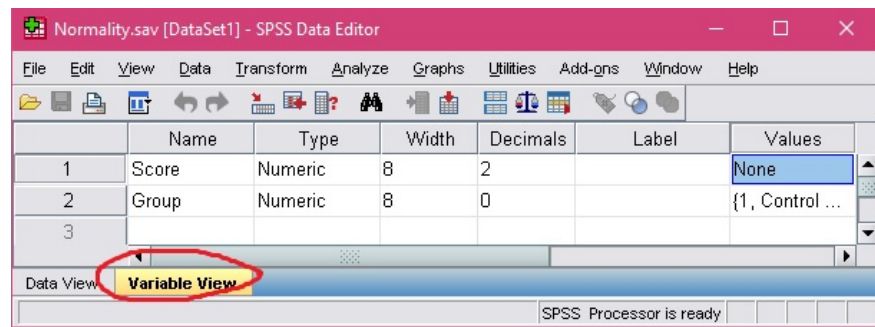 Normality.sav [DataSet1] - SPSS Data Editor
File Edit View Data Transform Analyze Graphs Utilities Add-ons Window Help
Name Type Width Decimals Label Values
1 Score Numeric 8 2 None
2 Group Numeric 8 0 {1, Control ...
3
Data View Variable View
SPSS Processor is ready